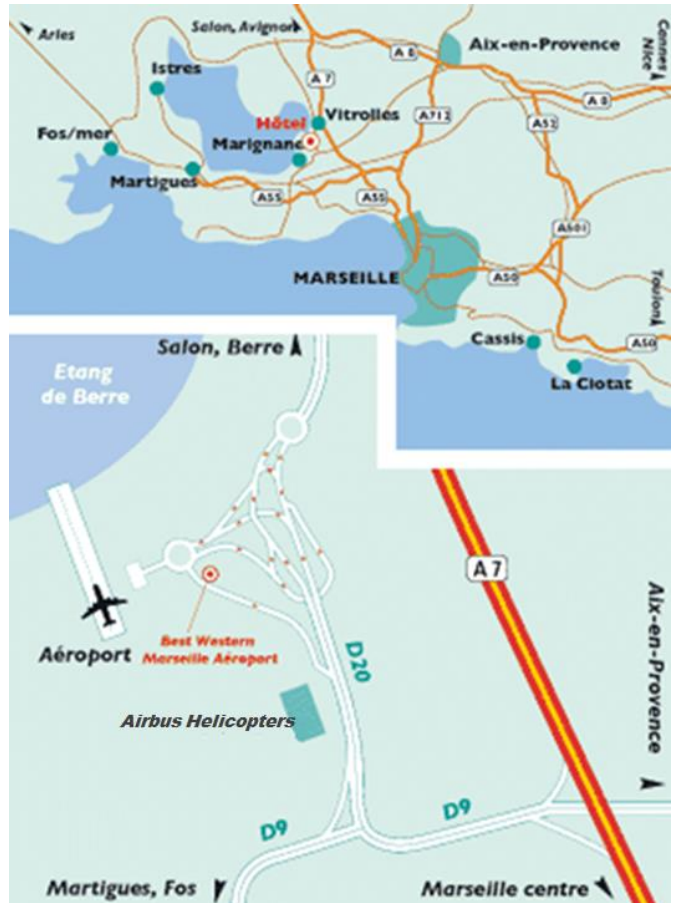 Arles
Salon, Avignon
A 8
Aix-en-Provence
Cannes
Nice
Istres
A 7
A 8
Hôtel
Vitrolles
A712
A52
Fos/mer
Marignane
Martigues
A55
A55
A501
MARSEILLE
A50
Toulon
Cassis
A50
La Ciotat
Salon, Berre
Etang
de Berre
A 7
Aix-en-Provence
Aéroport
Best Western
Marseille Aéroport
D20
Airbus Helicopters
D9
D9
Martigues, Fos
Marseille centre